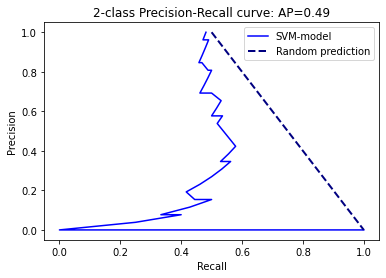 2-class Precision-Recall curve: AP=0.49
SVM-model
Random prediction
Precision
1.0
0.8
0.6
0.4
0.2
0.0
0.0 0.2 0.4 0.6 0.8 1.0
Recall